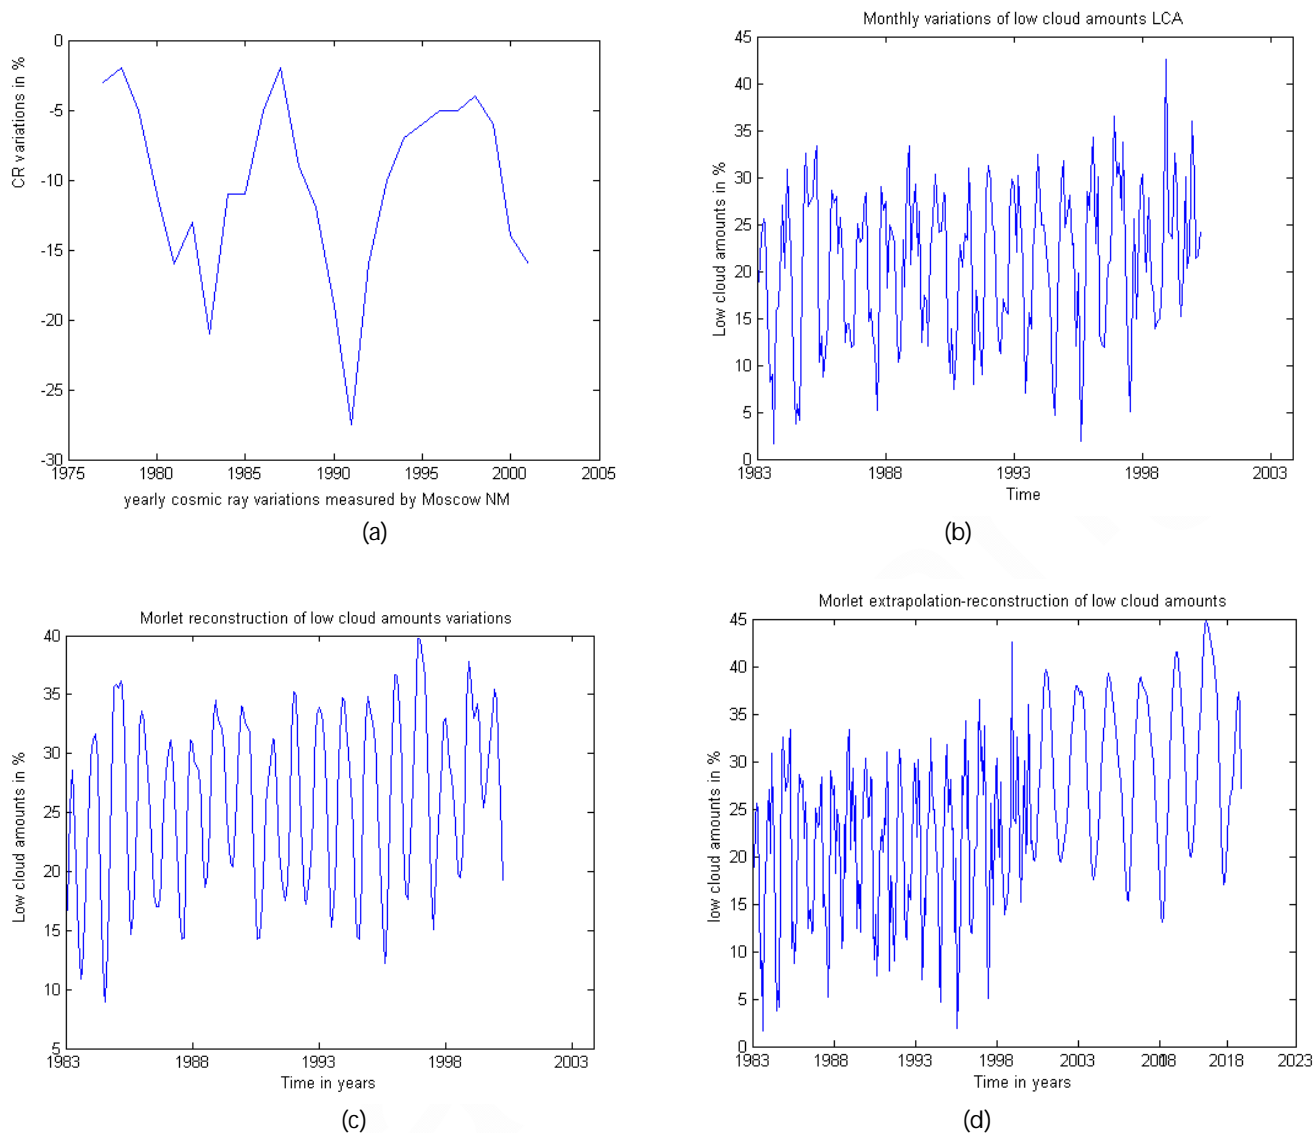 CR variations in %
0
-5
-10
-15
-20
-25
-30
1975 1980 1985 1990 1995 2000 2005
yearly cosmic ray variations measured by Moscow NM
(a)
Monthly variations of low cloud amounts LCA
Low cloud amounts in %
45
40
35
30
25
20
15
10
5
0
1983 1988 1993 1998 2003
Time
(b)
Morlet reconstruction of low cloud amounts variations
Low cloud amounts in %
40
35
30
25
20
15
10
5
1983 1988 1993 1998 2003
Time in years
(c)
Morlet extrapolation-reconstruction of low cloud amounts
low cloud amounts in %
45
40
35
30
25
20
15
10
5
0
1983 1988 1993 1998 2003 2018 2023
Time in years
(d)